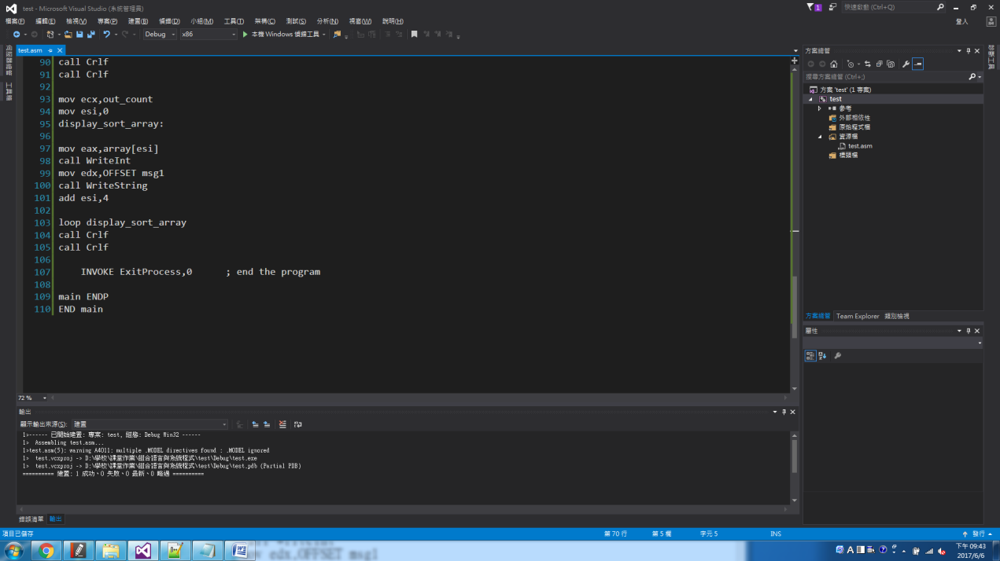 test - Microsoft Visual Studio (系統管理員)
1
快速啟動 (Ctrl+Q)
檔案(F) 編輯(E) 檢視(V) 專案(P) 建置(B) 偵錯(D) 小組(M) 工具(T) 架構(C) 測試(S) 分析(N) 視窗(W) 說明(H)
登入
Debug x86 本機 Windows 偵錯工具
test.asm
90 call Crlf
91 call Crlf
92
93 mov ecx,out_count
94 mov esi,0
95 display_sort_array:
96
97 mov eax,array[esi]
98 call WriteInt
99 mov edx,OFFSET msg1
100 call WriteString
101 add esi,4
102
103 loop display_sort_array
104 call Crlf
105 call Crlf
106
107 INVOKE ExitProcess,0 ; end the program
108
109 main ENDP
110 END main
72 %
方案總管
搜尋方案總管 (Ctrl+;)
方案 'test' (1 專案)
test
參考
外部相依性
原始程式檔
資源檔
test.asm
標頭檔
方案總管 Team Explorer 類別檢視
屬性
輸出
顯示輸出來源(S): 建置
1>------ 已開始建置: 專案: test, 組態: Debug Win32 ------
1> Assembling test.asm...
1>test.asm(5): warning A4011: multiple .MODEL directives found : .MODEL ignored
1> test.vcxproj -> D:\學校\課堂作業\組合語言與系統程式\test\Debug\test.exe
1> test.vcxproj -> D:\學校\課堂作業\組合語言與系統程式\test\Debug\test.pdb (Partial PDB)
========== 建置: 1 成功、0 失敗、0 最新、0 略過 ==========
錯誤清單 輸出
項目已儲存 第 70 行 第 5 欄 字元 5 INS 發行
edx,OFFSET msg1
下午 09:43
2017/6/6